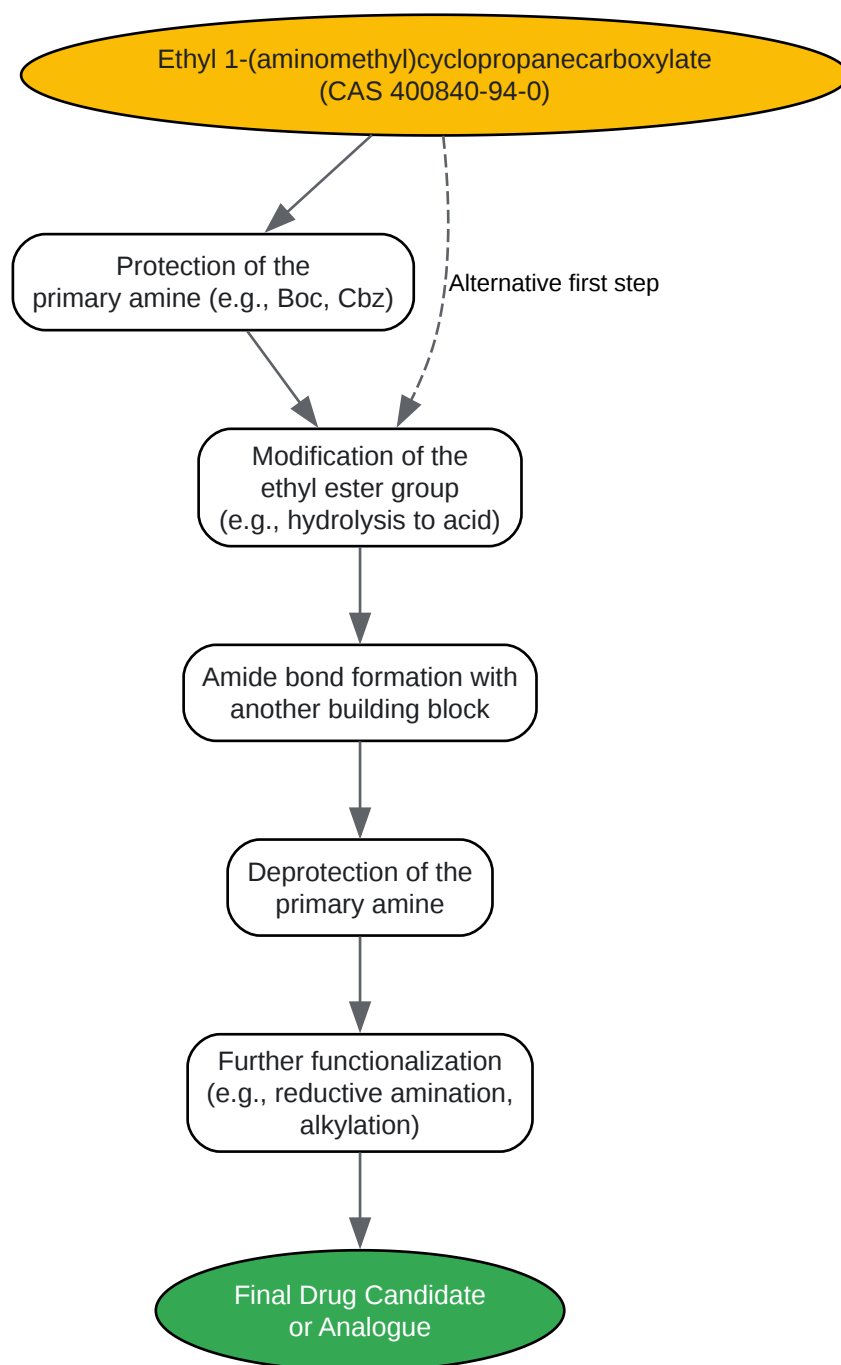 Ethyl 1-(aminomethyl)cyclopropanecarboxylate
(CAS 400840-94-0)
Protection of the
primary amine (e.g., Boc, Cbz)
Alternative first step
Modification of the
ethyl ester group
(e.g., hydrolysis to acid)
Amide bond formation with
another building block
Deprotection of the
primary amine
Further functionalization
(e.g., reductive amination,
alkylation)
Final Drug Candidate
or Analogue